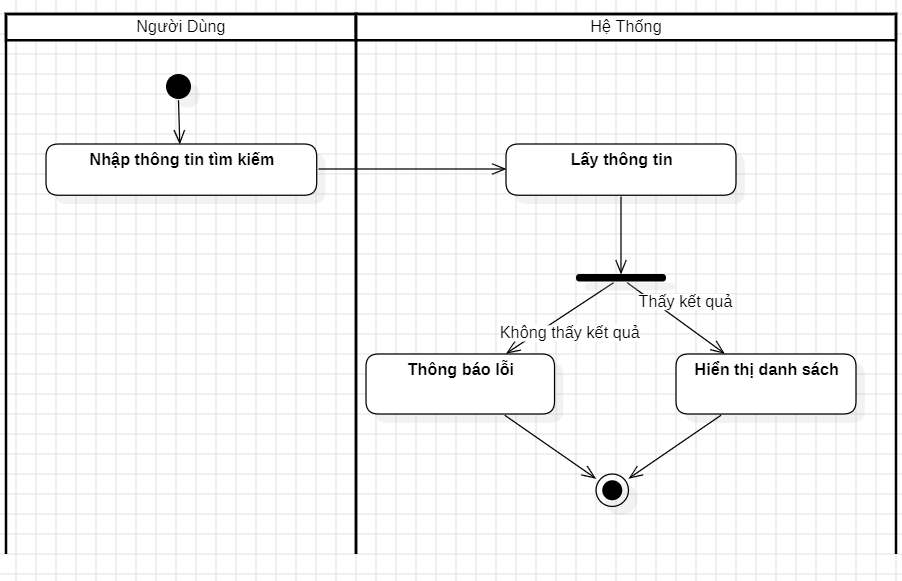 Người Dùng
Hệ Thống
Nhập thông tin tìm kiếm
Lấy thông tin
Thấy kết quả
Không thấy kết quả
Thông báo lỗi
Hiển thị danh sách